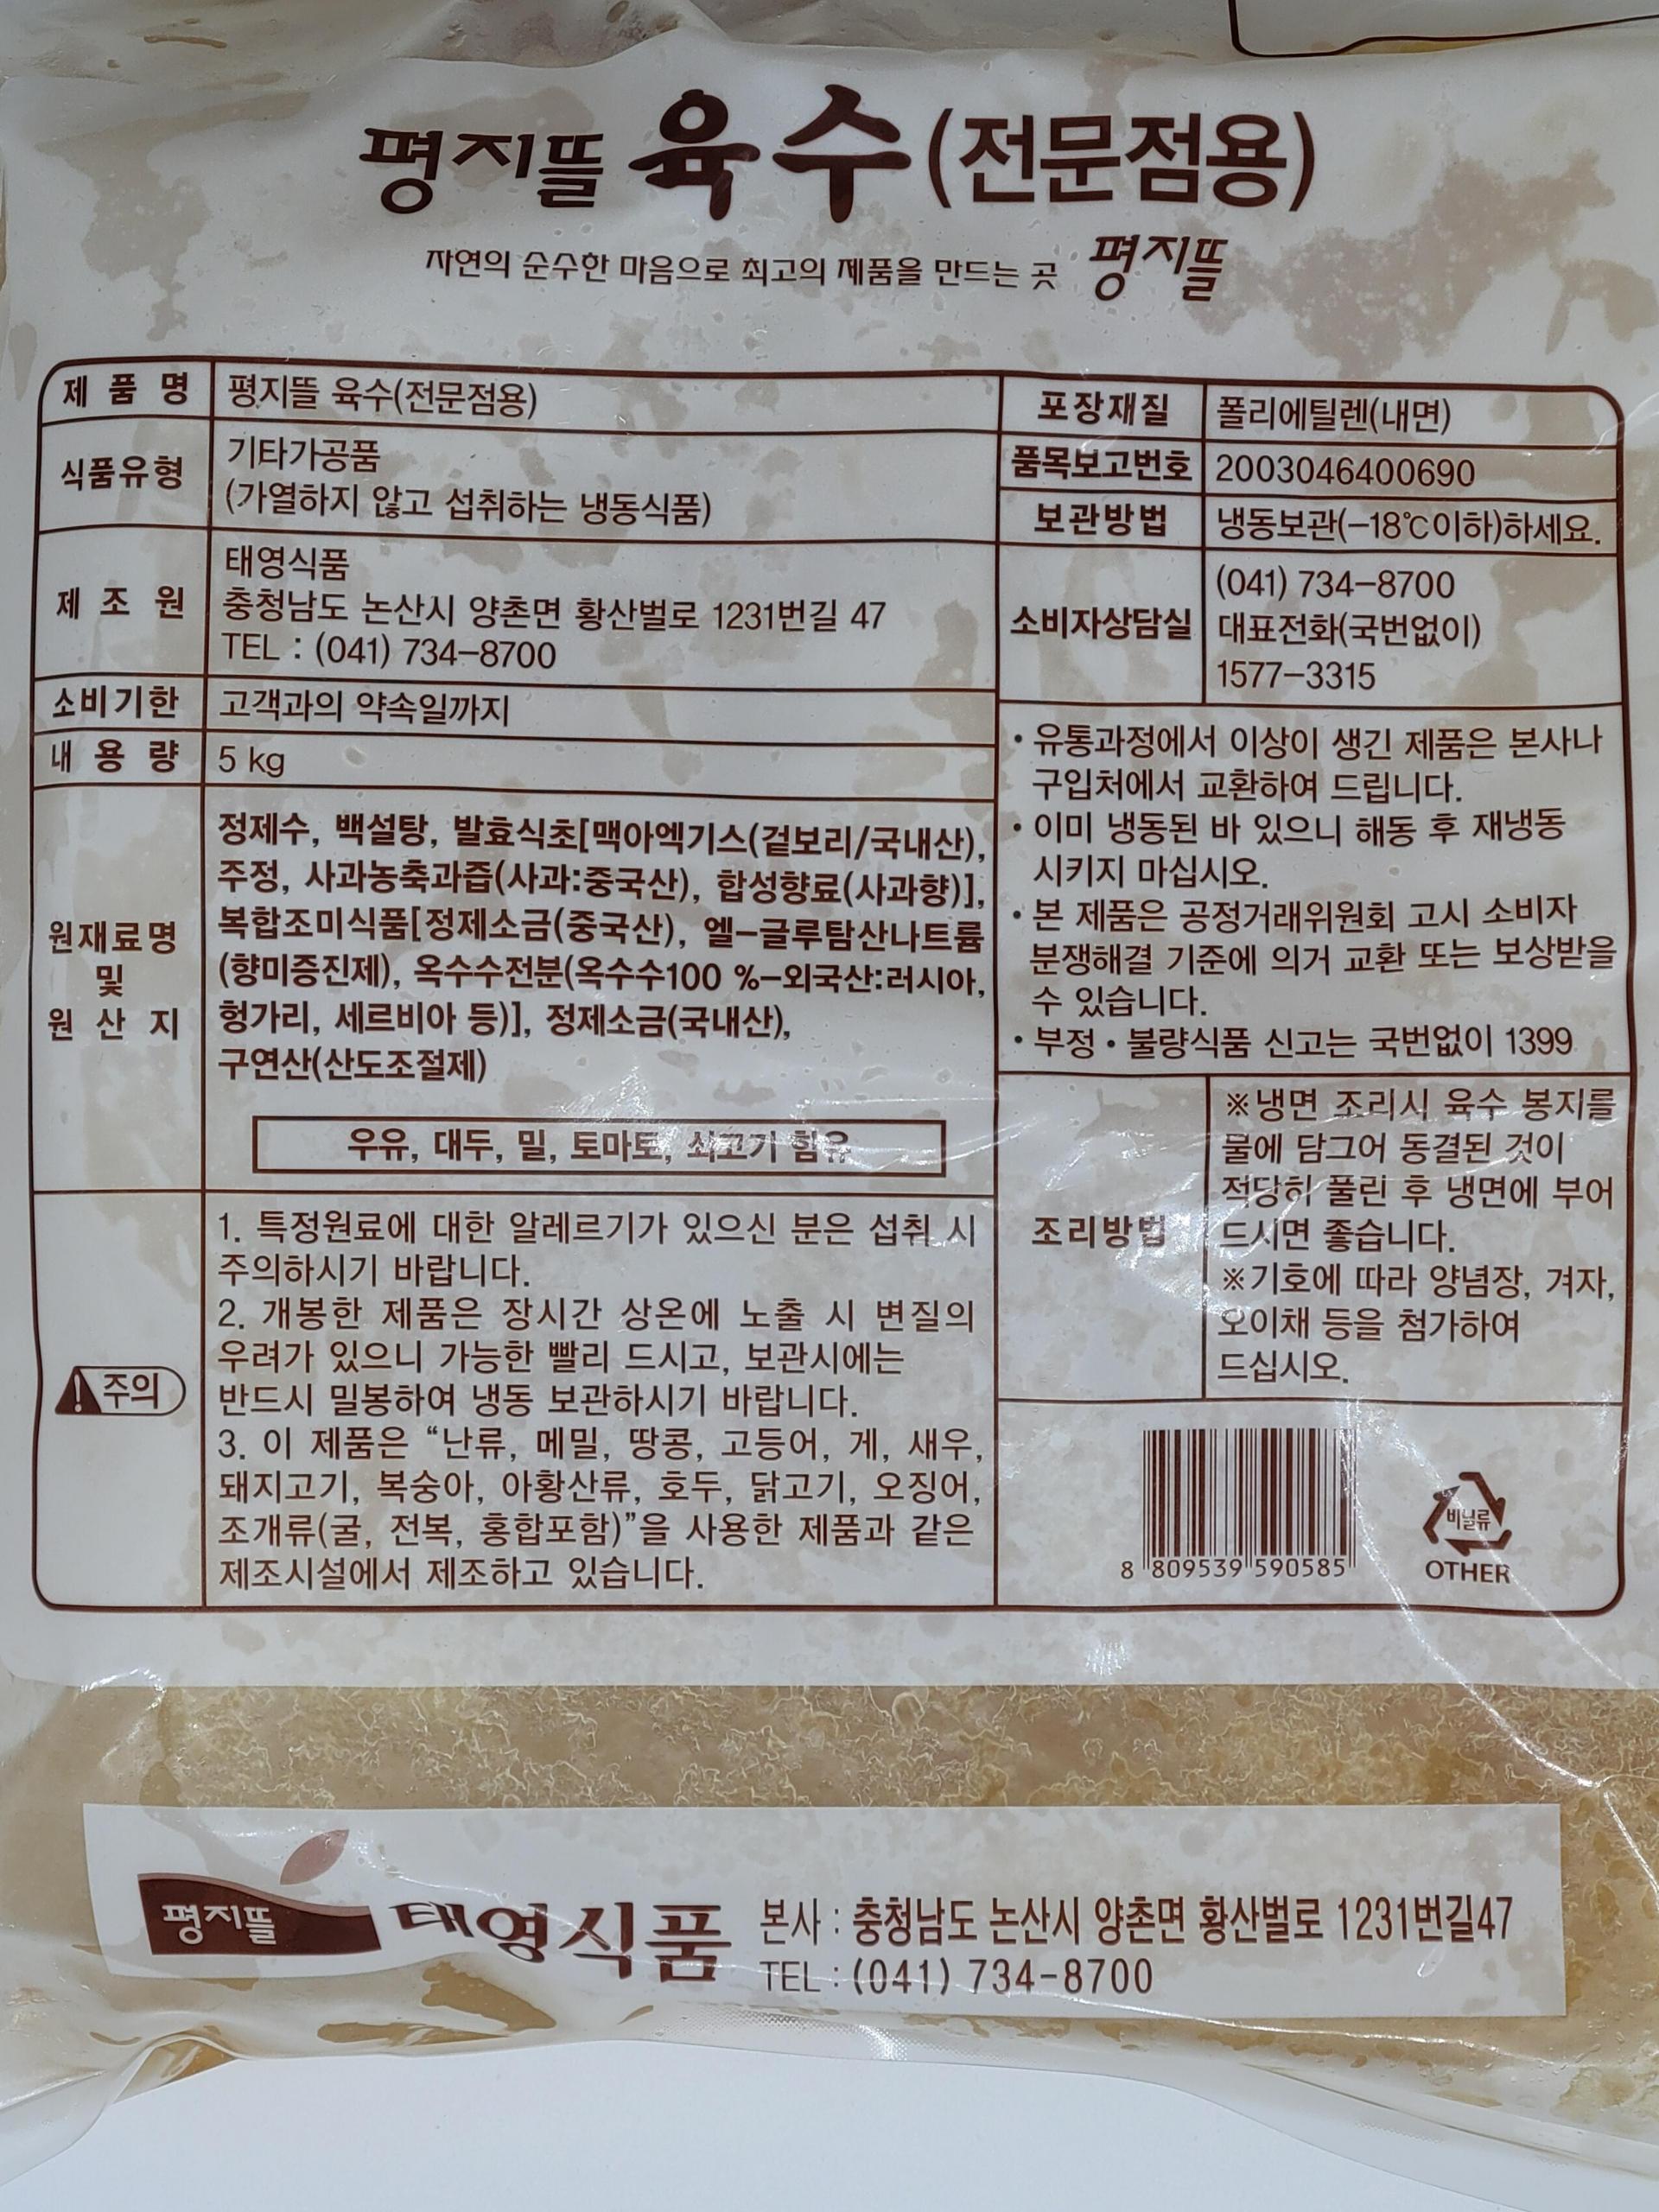 평지뜰 육수(전문점용)
자연의 순수한 마음으로 최고의 제품을 만드는 곳 평지뜰
제 품 명 평지뜰 육수(전문점용)
식품유형 기타가공품
(가열하지 않고 섭취하는 냉동식품)
제 조 원 태영식품
충청남도 논산시 양촌면 황산벌로 1231번길 47
TEL : (041) 734-8700
소비기한 고객과의 약속일까지
내 용 량 5 kg
원재료명
및
원 산 지
정제수, 백설탕, 발효식초[맥아엑기스(겉보리/국내산),
주정, 사과농축과즙(사과:중국산), 합성향료(사과향)],
복합조미식품[정제소금(중국산), 엘-글루탐산나트륨
(향미증진제), 옥수수전분(옥수수100 %-외국산:러시아,
헝가리, 세르비아 등)], 정제소금(국내산),
구연산(산도조절제)
우유, 대두, 밀, 토마토, 쇠고기 함유
주의
1. 특정원료에 대한 알레르기가 있으신 분은 섭취 시
주의하시기 바랍니다.
2. 개봉한 제품은 장시간 상온에 노출 시 변질의
우려가 있으니 가능한 빨리 드시고, 보관시에는
반드시 밀봉하여 냉동 보관하시기 바랍니다.
3. 이 제품은 “난류, 메밀, 땅콩, 고등어, 게, 새우,
돼지고기, 복숭아, 아황산류, 호두, 닭고기, 오징어,
조개류(굴, 전복, 홍합포함)”을 사용한 제품과 같은
제조시설에서 제조하고 있습니다.
포장재질 폴리에틸렌(내면)
품목보고번호 2003046400690
보관방법 냉동보관(-18℃이하)하세요.
소비자상담실 (041) 734-8700
대표전화(국번없이)
1577-3315
• 유통과정에서 이상이 생긴 제품은 본사나
구입처에서 교환하여 드립니다.
• 이미 냉동된 바 있으니 해동 후 재냉동
시키지 마십시오.
• 본 제품은 공정거래위원회 고시 소비자
분쟁해결 기준에 의거 교환 또는 보상받을
수 있습니다.
• 부정 • 불량식품 신고는 국번없이 1399
조리방법
※냉면 조리시 육수 봉지를
물에 담그어 동결된 것이
적당히 풀린 후 냉면에 부어
드시면 좋습니다.
※기호에 따라 양념장, 겨자,
오이채 등을 첨가하여
드십시오.
8 809539 590585
비닐류
OTHER
평지뜰 태영식품 본사 : 충청남도 논산시 양촌면 황산벌로 1231번길47
TEL : (041) 734-8700